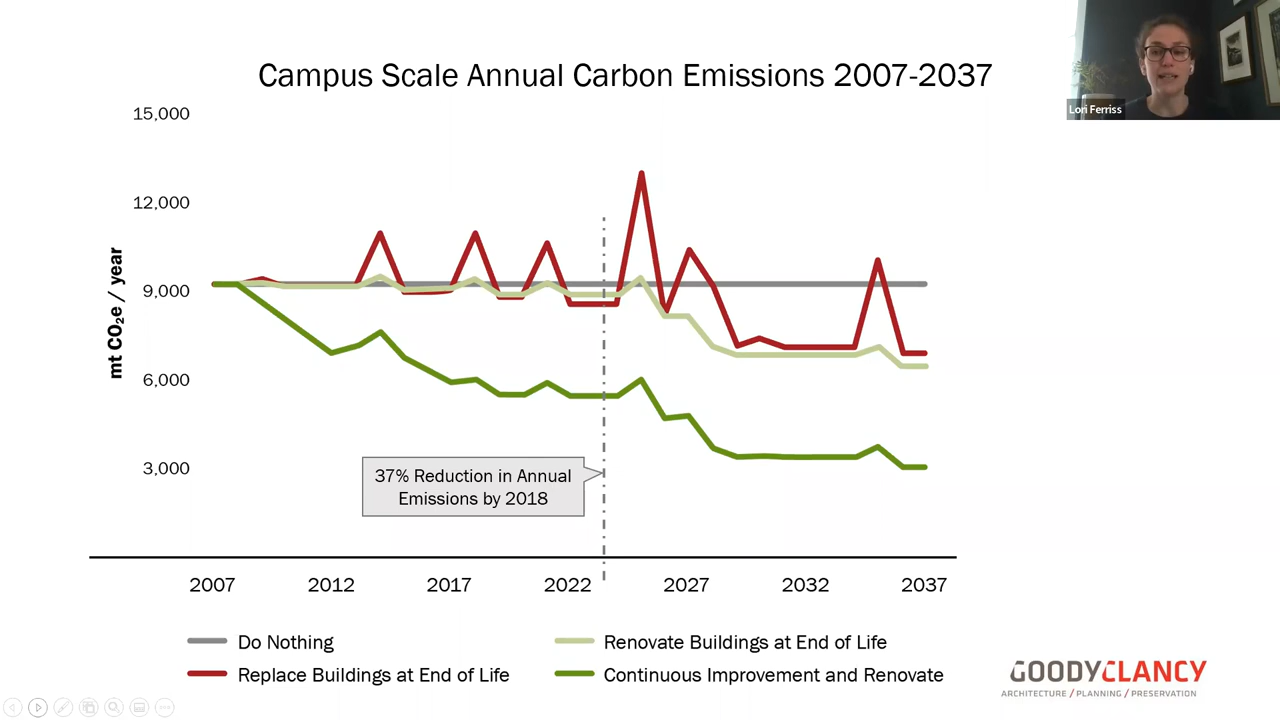 Campus Scale Annual Carbon Emissions 2007-2037
Lori Ferriss
15,000
12,000
9,000
6,000
3,000
mt CO₂e / year
37% Reduction in Annual
Emissions by 2018
2007 2012 2017 2022 2027 2032 2037
Do Nothing
Renovate Buildings at End of Life
Replace Buildings at End of Life
Continuous Improvement and Renovate
GOODYCLANCY
ARCHITECTURE / PLANNING / PRESERVATION